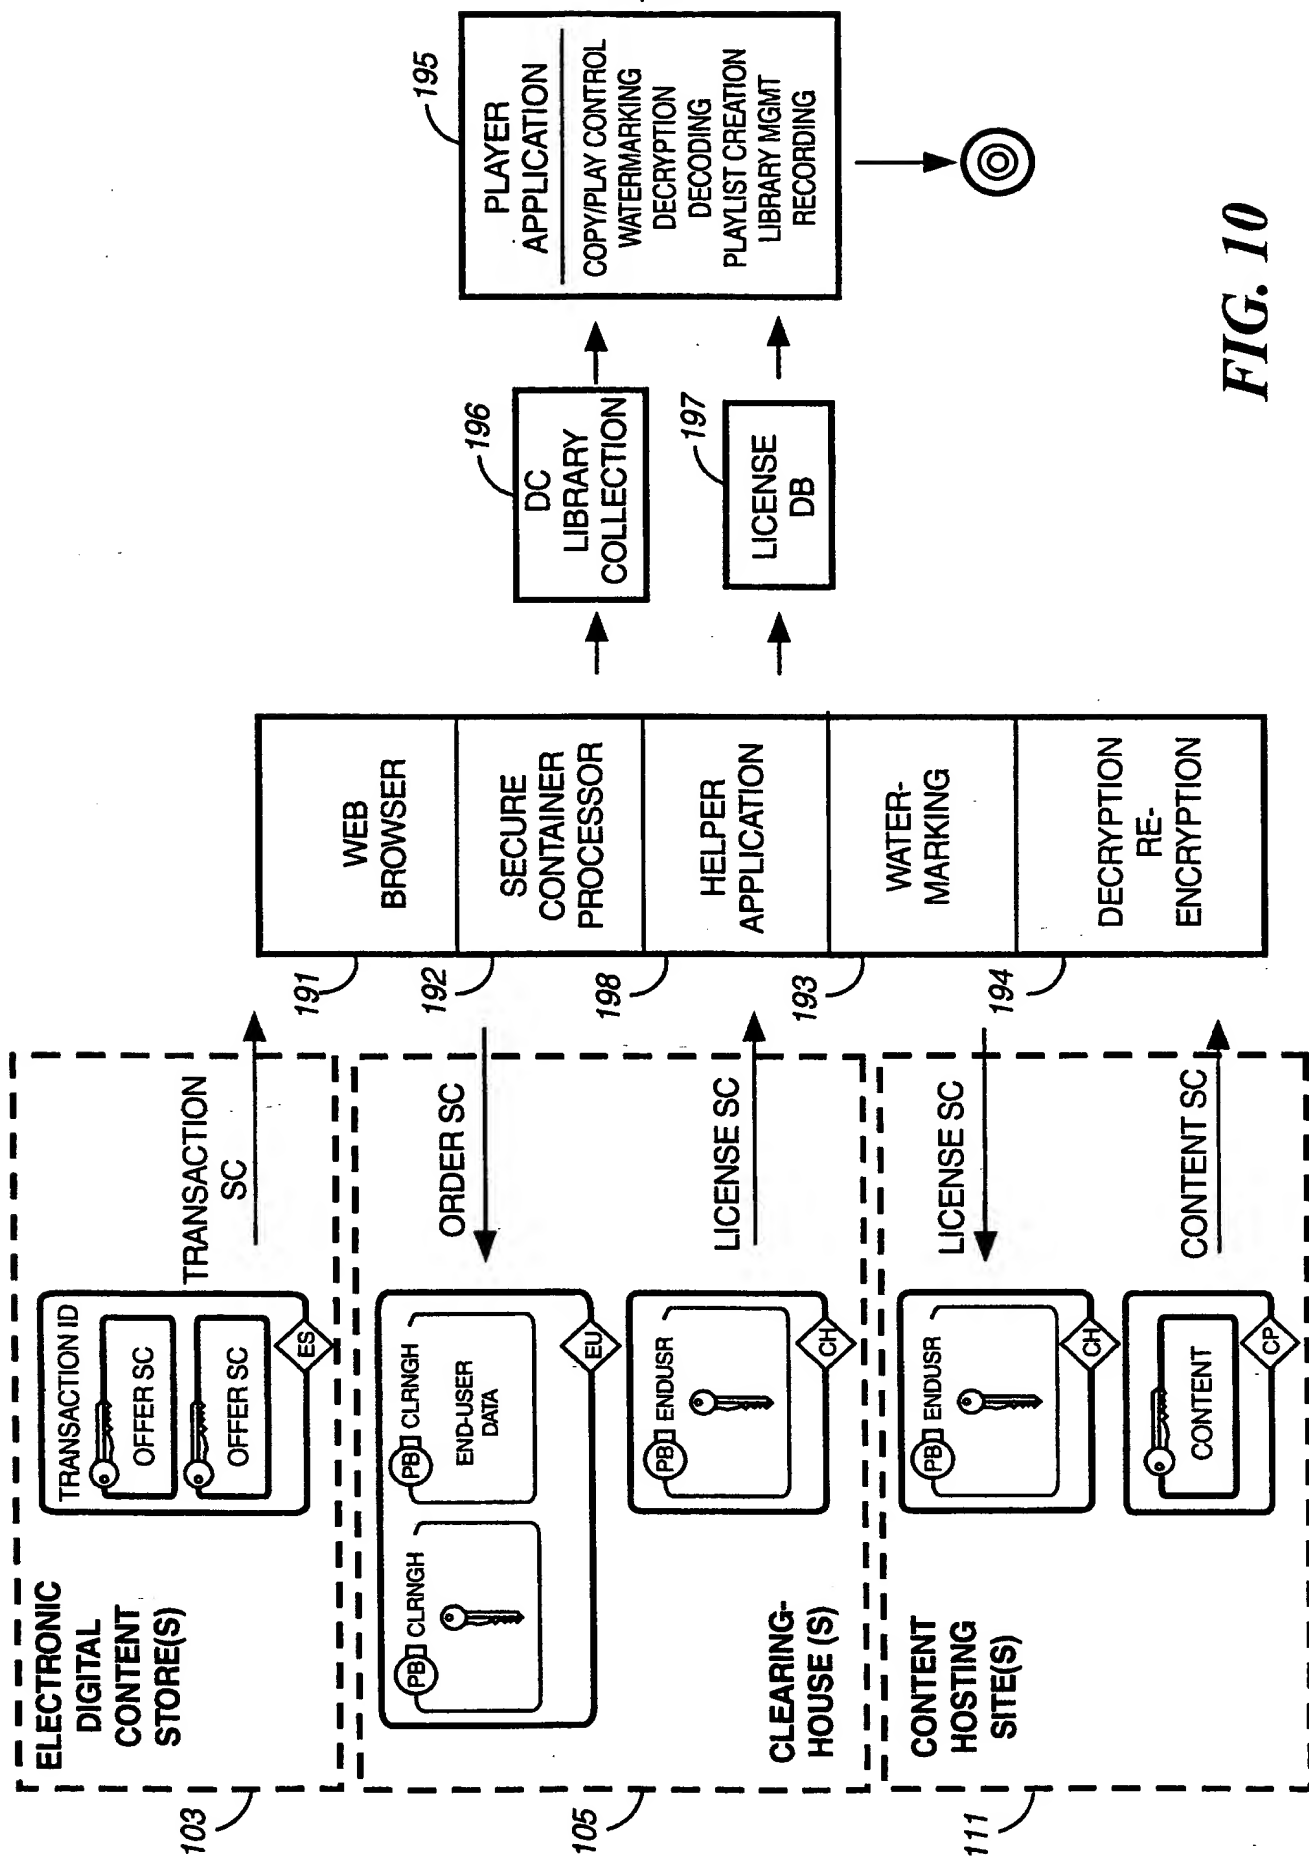 ELECTRONIC
DIGITAL
CONTENT
STORE(S)
103
TRANSACTION ID
OFFER SC
OFFER SC
ES
TRANSACTION
SC
PB CLRNGH
PB CLRNGH
END-USER
DATA
EU
ORDER SC
CLEARING-
HOUSE (S)
105
PB ENDUSR
CH
LICENSE SC
CONTENT
HOSTING
SITE(S)
111
PB ENDUSR
CH
LICENSE SC
CONTENT
CP
CONTENT SC
191
WEB
BROWSER
192
SECURE
CONTAINER
PROCESSOR
198
HELPER
APPLICATION
193
WATER-
MARKING
194
DECRYPTION
RE-
ENCRYPTION
196
DC
LIBRARY
COLLECTION
197
LICENSE
DB
195
PLAYER
APPLICATION
COPY/PLAY CONTROL
WATERMARKING
DECRYPTION
DECODING
PLAYLIST CREATION
LIBRARY MGMT
RECORDING
FIG. 10